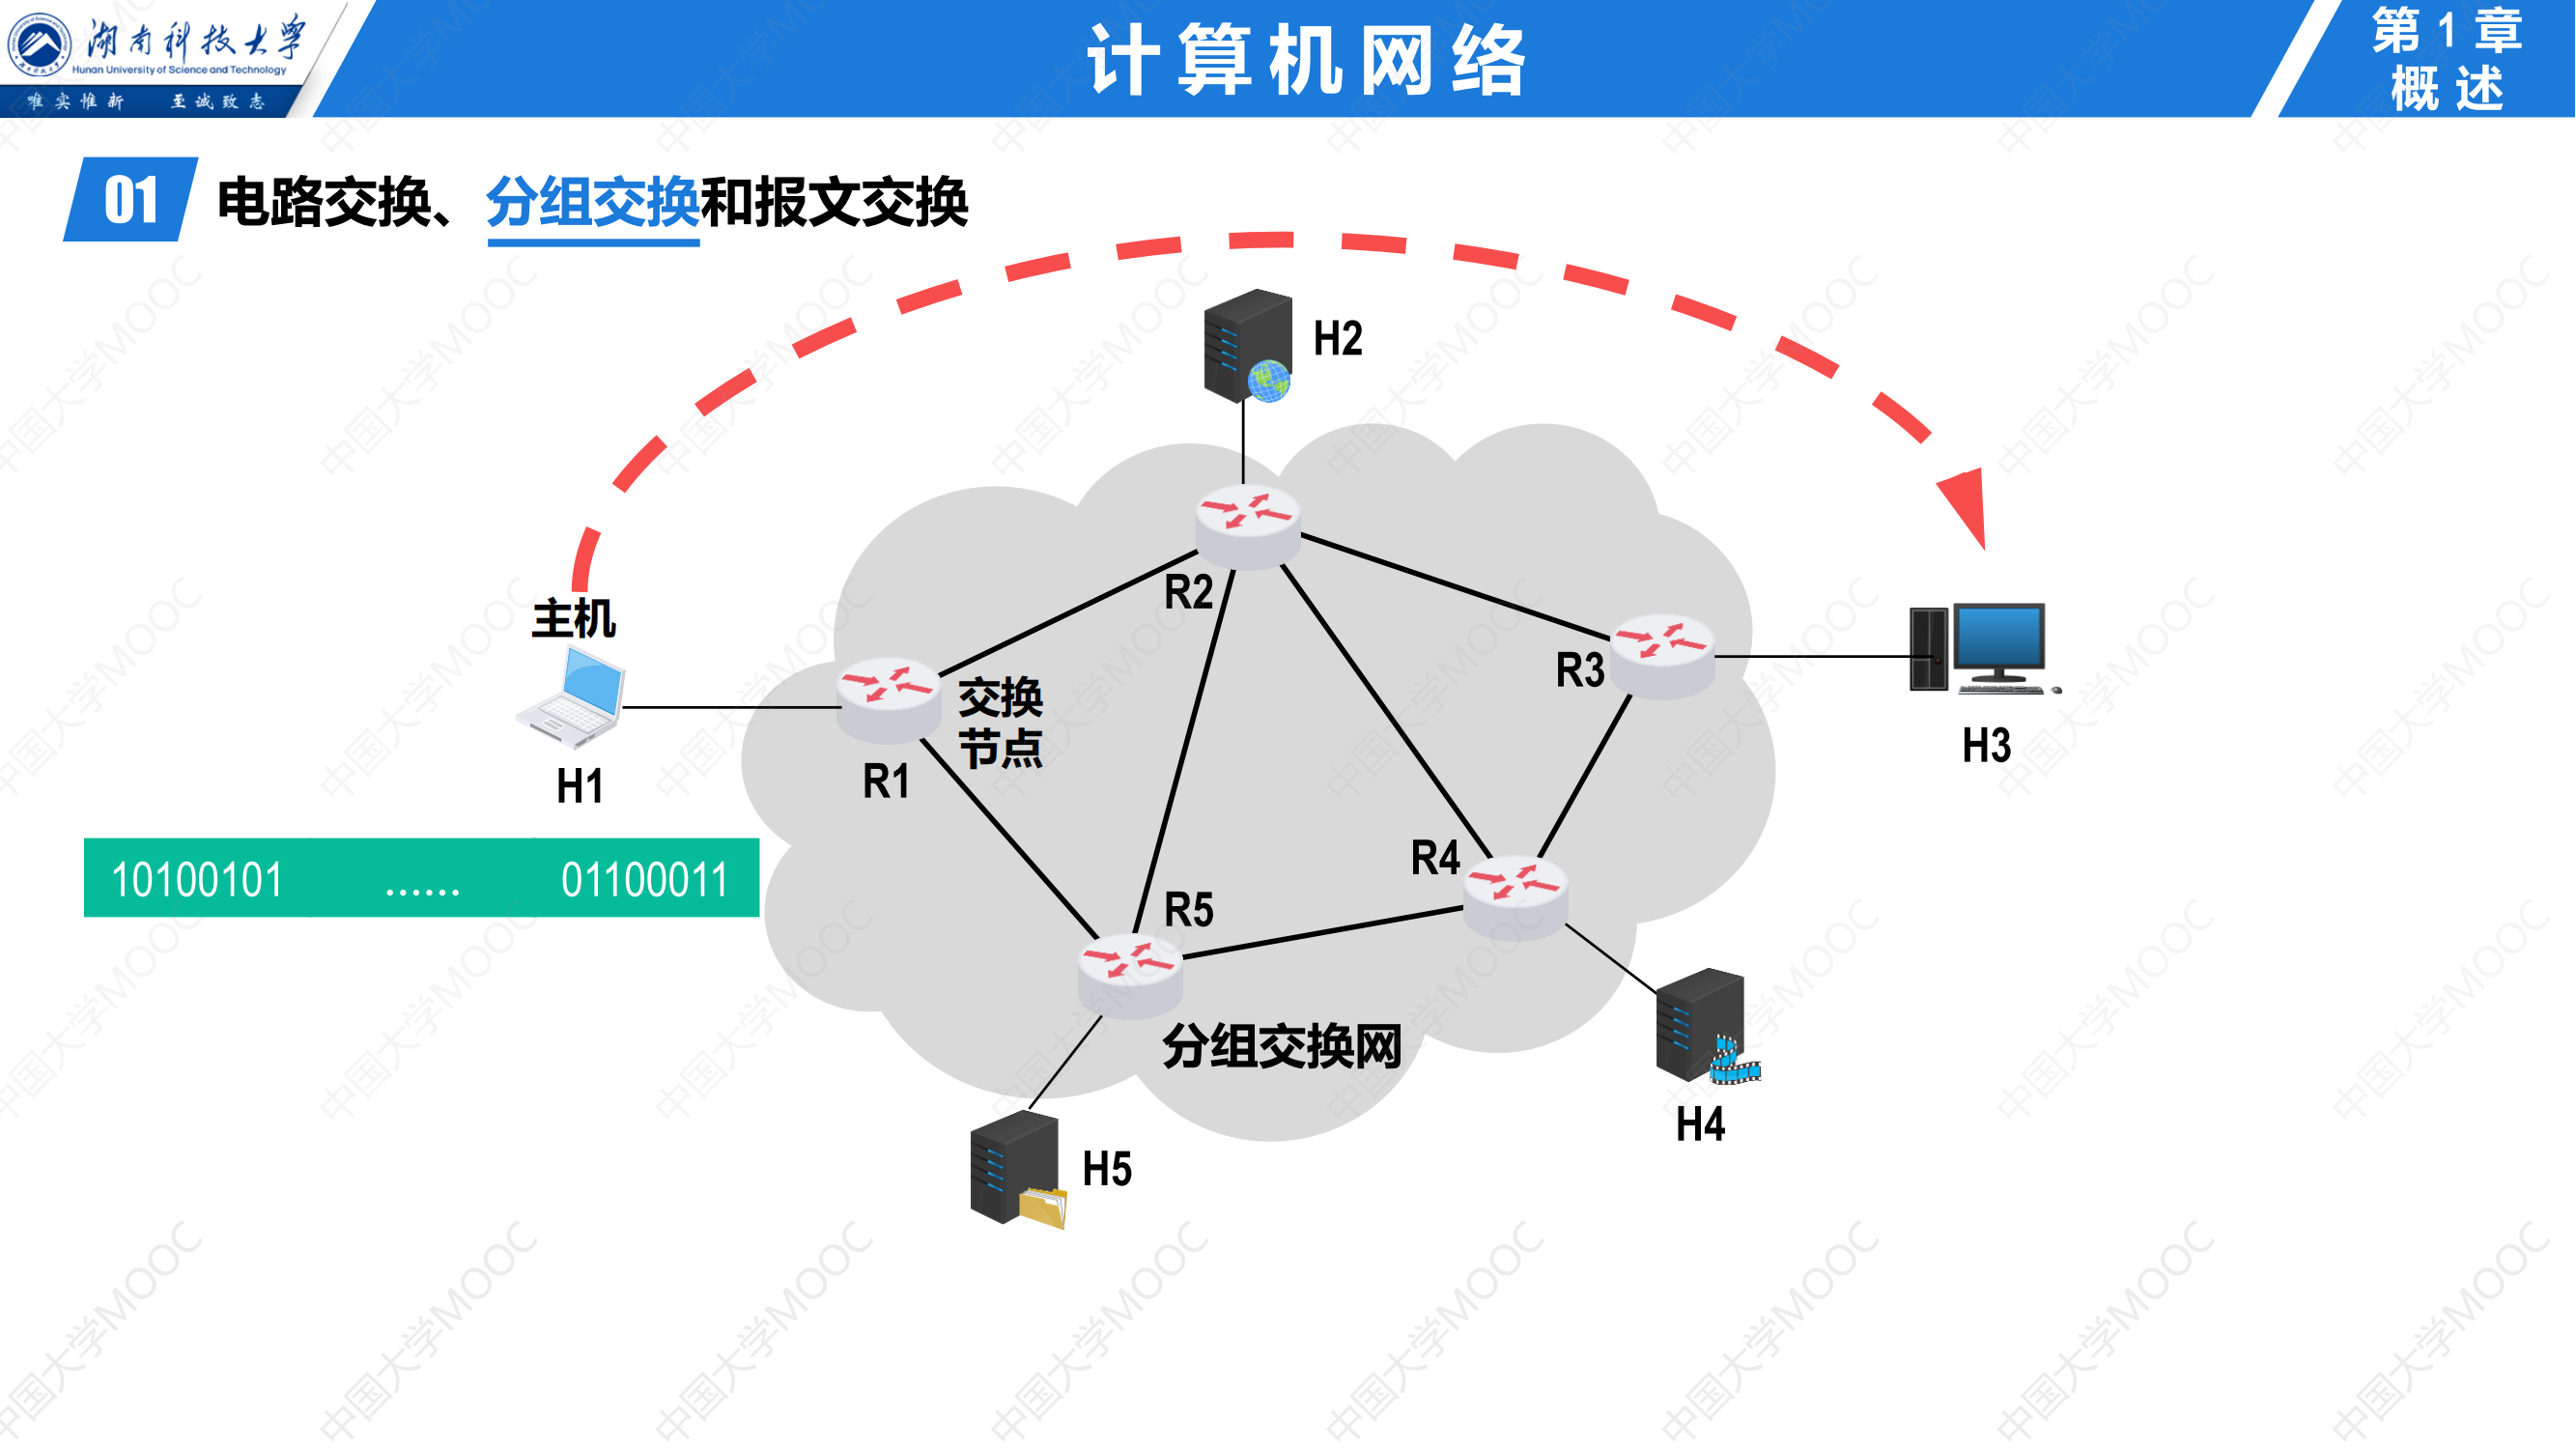 湖南科技大学
Hunan University of Science and Technology
唯实惟新 至诚致志
计算机网络
第1章
概述
01 电路交换、分组交换和报文交换
H2
R2
主机
R3
交换
节点
H1
R1
H3
10100101 ...... 01100011
R4
R5
分组交换网
H4
H5
中国大学MOOC